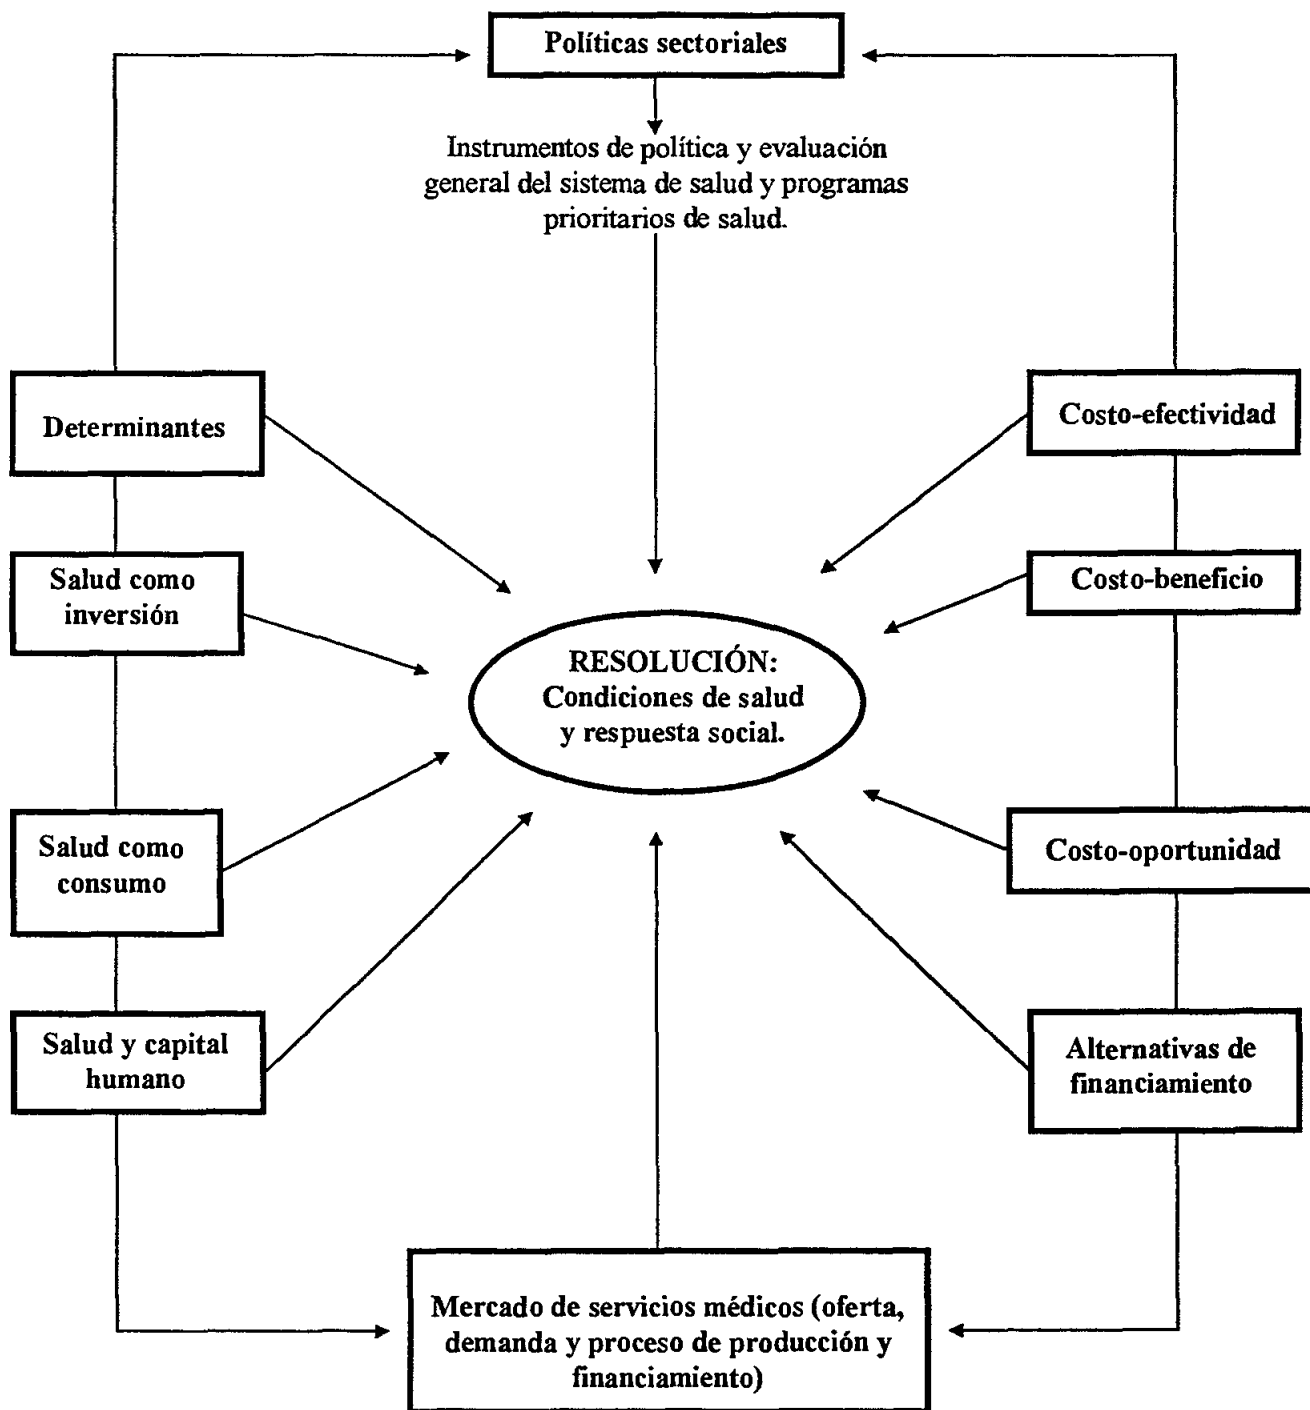 Políticas sectoriales
Instrumentos de política y evaluación
general del sistema de salud y programas
prioritarios de salud.
Determinantes
Costo-efectividad
Salud como
inversión
Costo-beneficio
RESOLUCIÓN:
Condiciones de salud
y respuesta social.
Salud como
consumo
Costo-oportunidad
Salud y capital
humano
Alternativas de
financiamiento
Mercado de servicios médicos (oferta,
demanda y proceso de producción y
financiamiento)